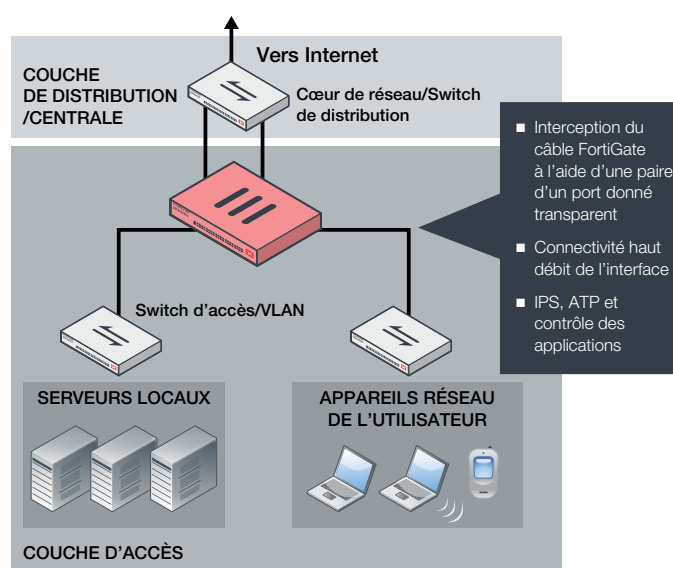 Vers Internet
COUCHE
DE DISTRIBUTION
/CENTRALE
Cœur de réseau/Switch
de distribution
■ Interception du
câble FortiGate
à l'aide d'une paire
d'un port donné
transparent
■ Connectivité haut
débit de l'interface
■ IPS, ATP et
contrôle des
applications
Switch d'accès/VLAN
SERVEURS LOCAUX
APPAREILS RÉSEAU
DE L'UTILISATEUR
COUCHE D'ACCÈS